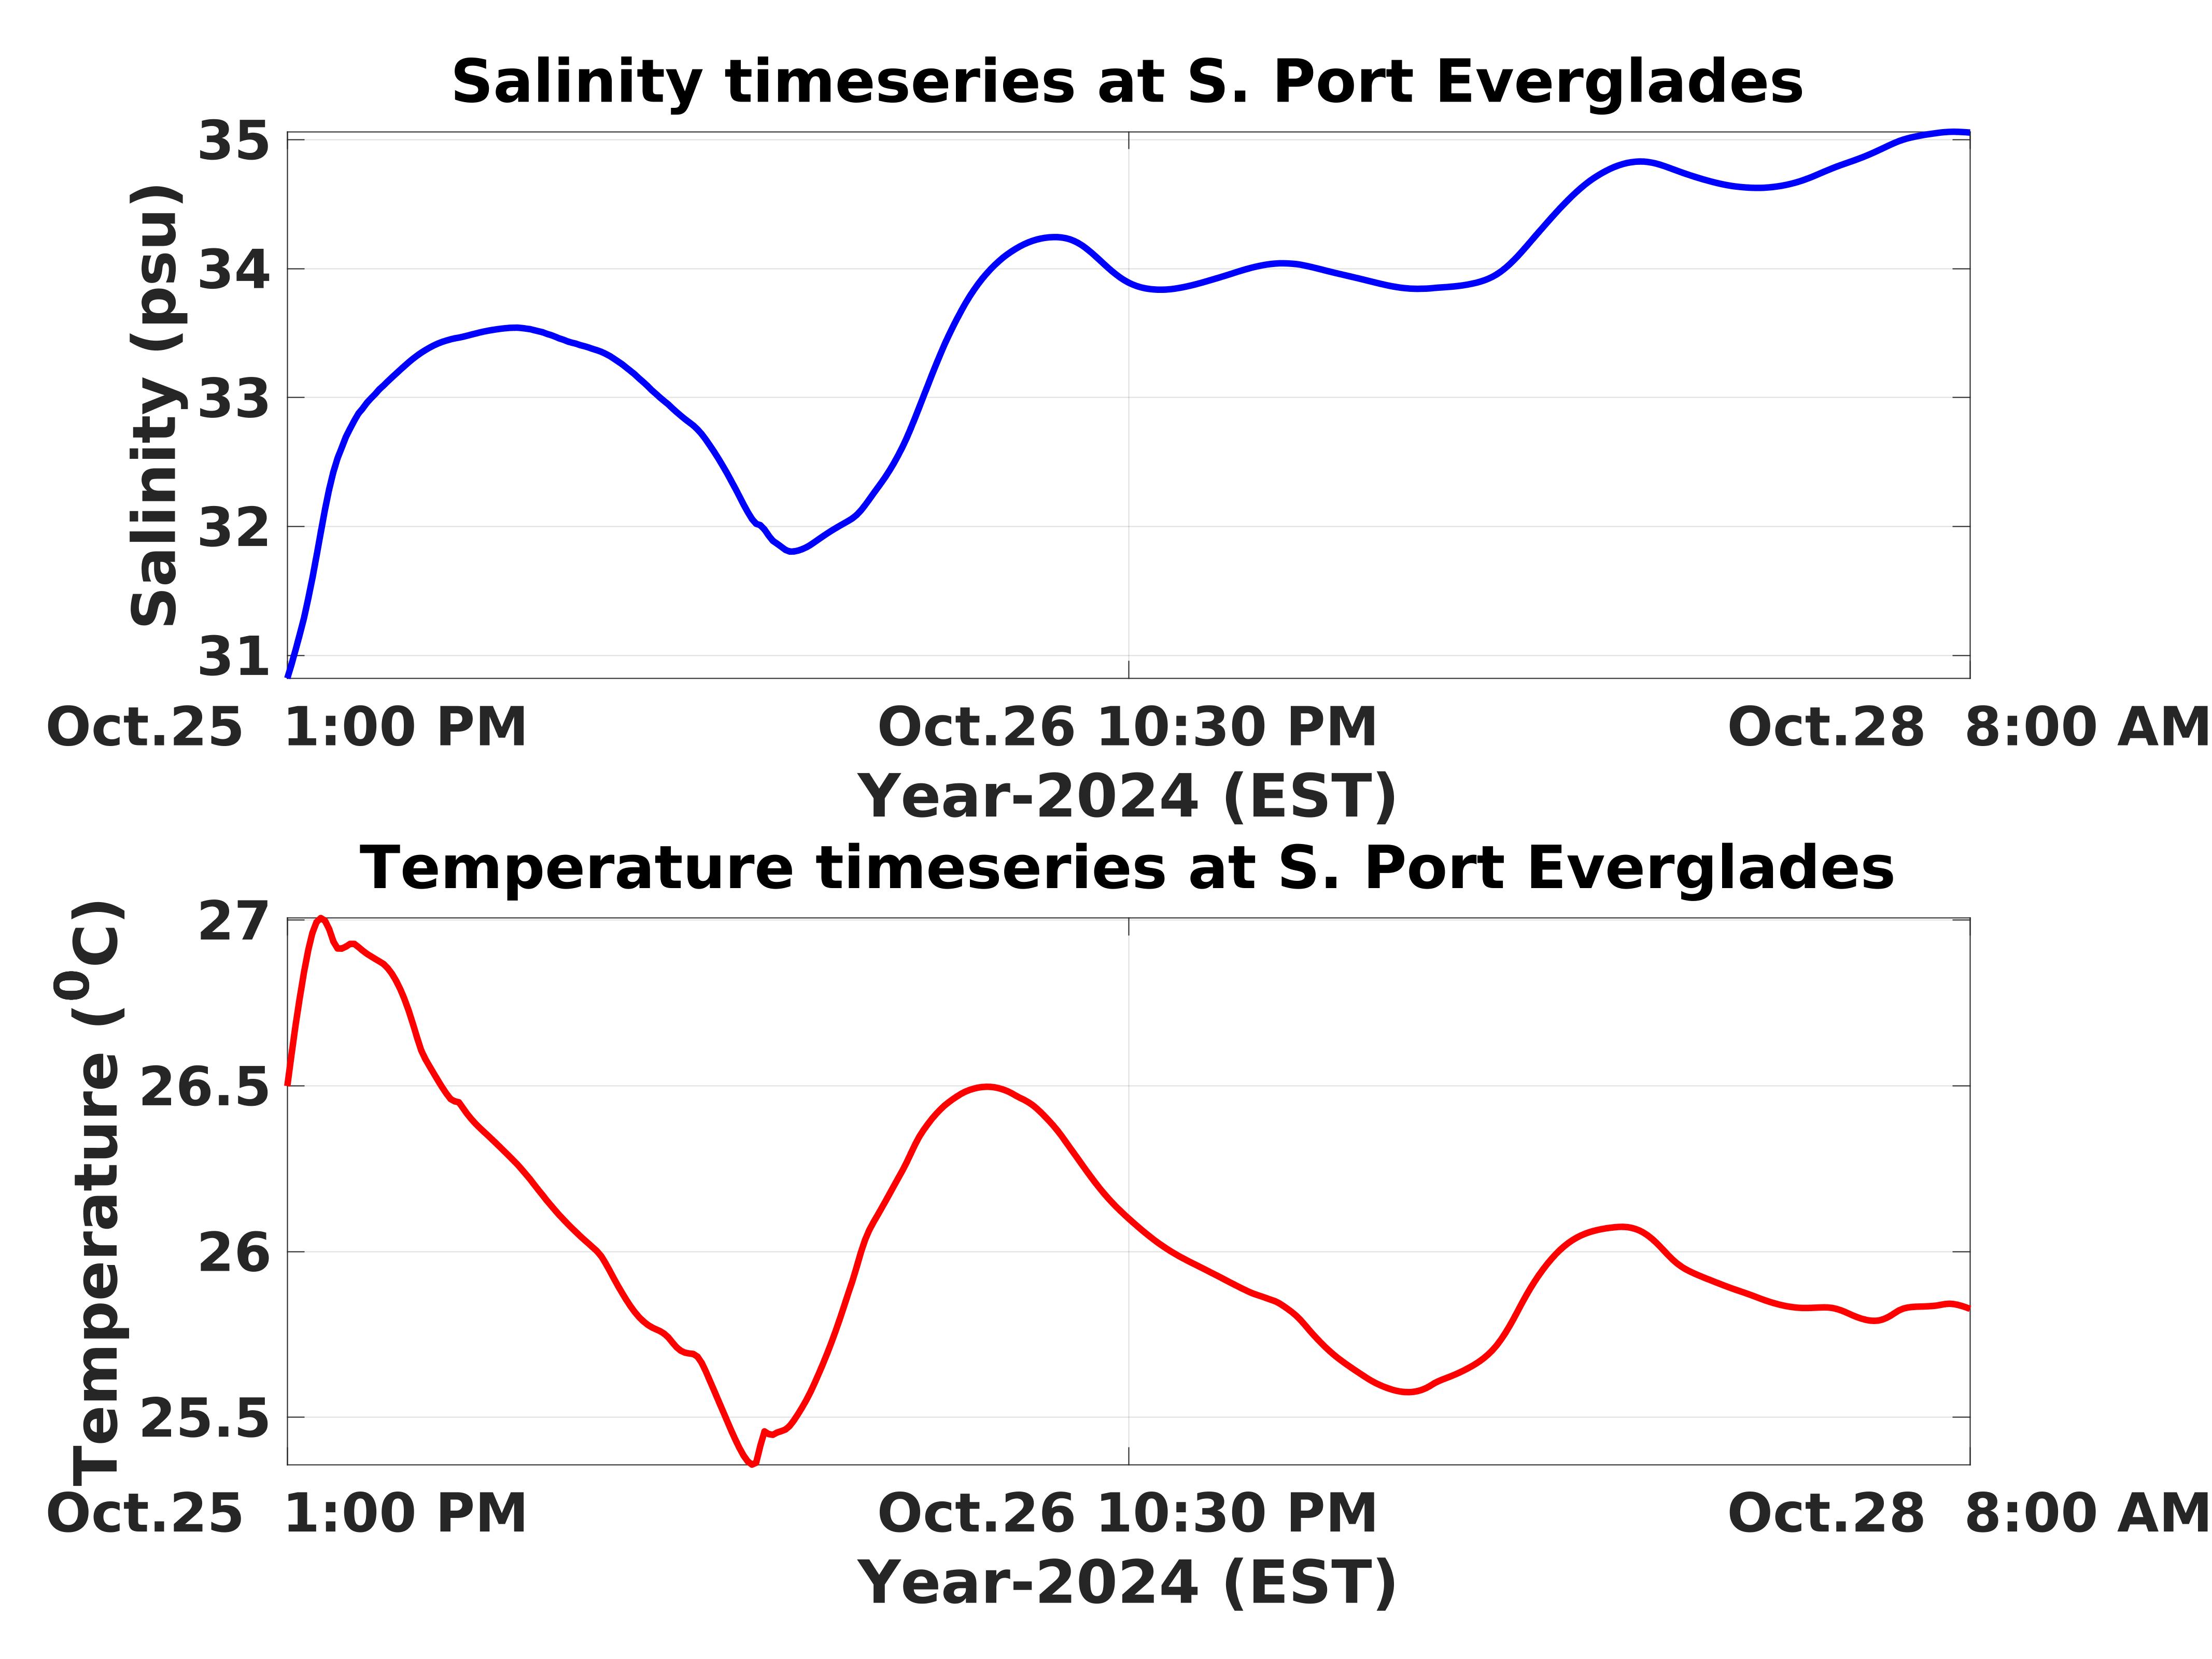 Salinity timeseries at S. Port Everglades
Salinity (psu)
35
34
33
32
31
Oct.25  1:00 PM
Oct.26 10:30 PM
Oct.28  8:00 AM
Year-2024 (EST)
Temperature timeseries at S. Port Everglades
Temperature (⁰C)
27
26.5
26
25.5
Oct.25  1:00 PM
Oct.26 10:30 PM
Oct.28  8:00 AM
Year-2024 (EST)